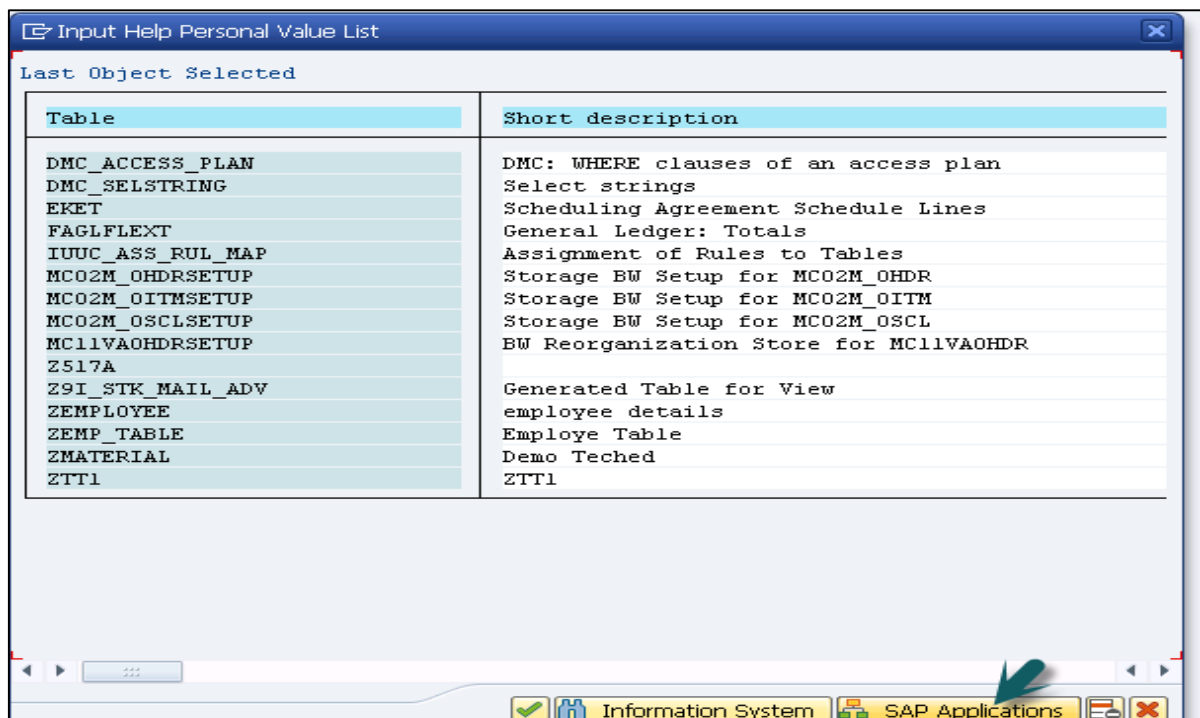 Input Help Personal Value List
Last Object Selected
Table Short description
DMC_ACCESS_PLAN DMC: WHERE clauses of an access plan
DMC_SELSTRING Select strings
EKET Scheduling Agreement Schedule Lines
FAGLFLEXT General Ledger: Totals
IUUC_ASS_RUL_MAP Assignment of Rules to Tables
MC02M_0HDRSETUP Storage BW Setup for MC02M_OHDR
MC02M_0ITMSETUP Storage BW Setup for MC02M_OITM
MC02M_0SCLSETUP Storage BW Setup for MC02M_OSCL
MC11VA0HDRSETUP BW Reorganization Store for MC11VA0HDR
Z517A
Z9I_STK_MAIL_ADV Generated Table for View
ZEMPLOYEE employee details
ZEMP_TABLE Employe Table
ZMATERIAL Demo Teched
ZTT1 ZTT1
Information System SAP Applications